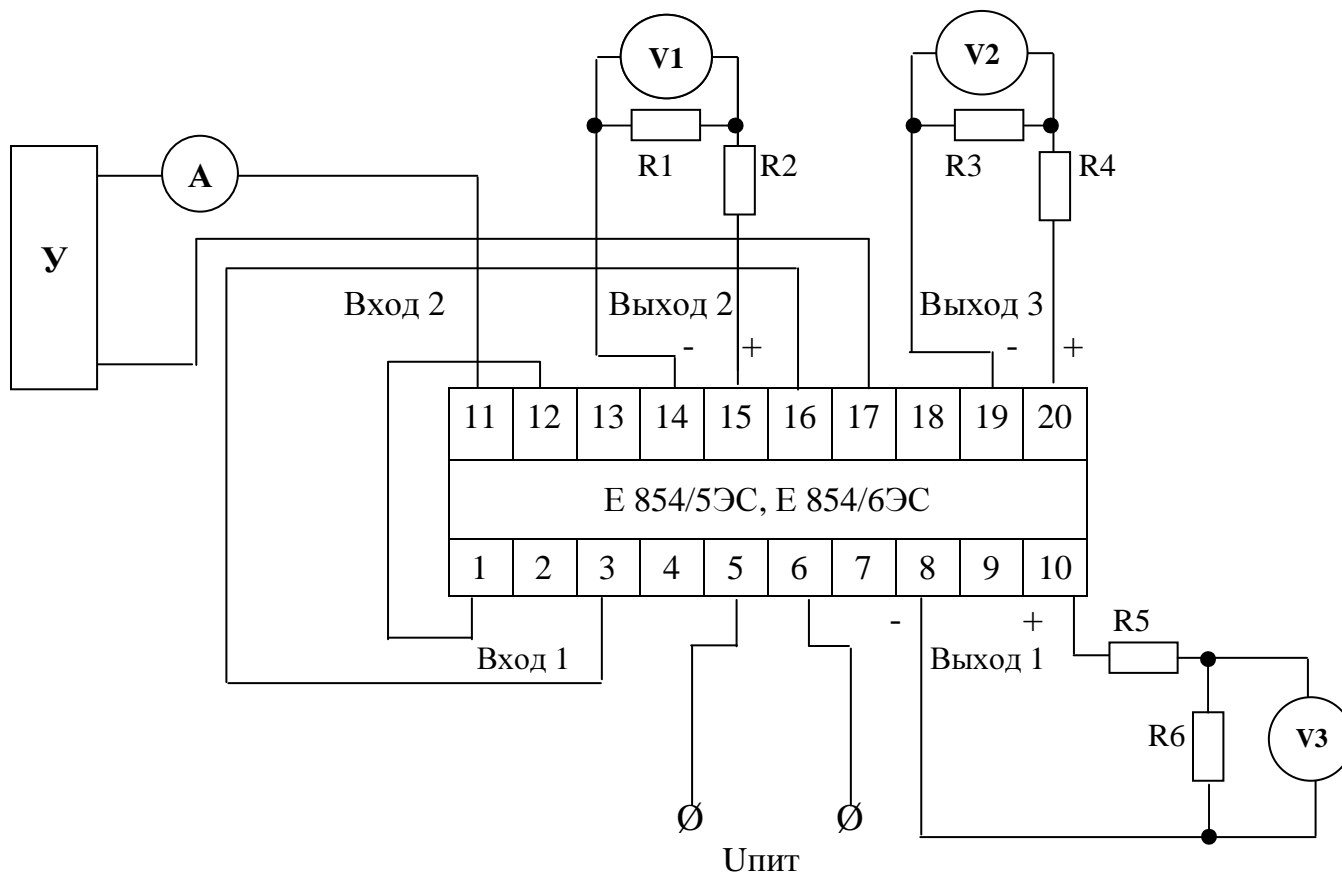 V1
V2
R1
R2
R3
R4
А
У
Вход 2
Выход 2
Выход 3
- +
- +
11 12 13 14 15 16 17 18 19 20
Е 854/5ЭС, Е 854/6ЭС
1 2 3 4 5 6 7 8 9 10
- +
R5
Вход 1
Выход 1
R6
V3
Ø Ø
Uпит